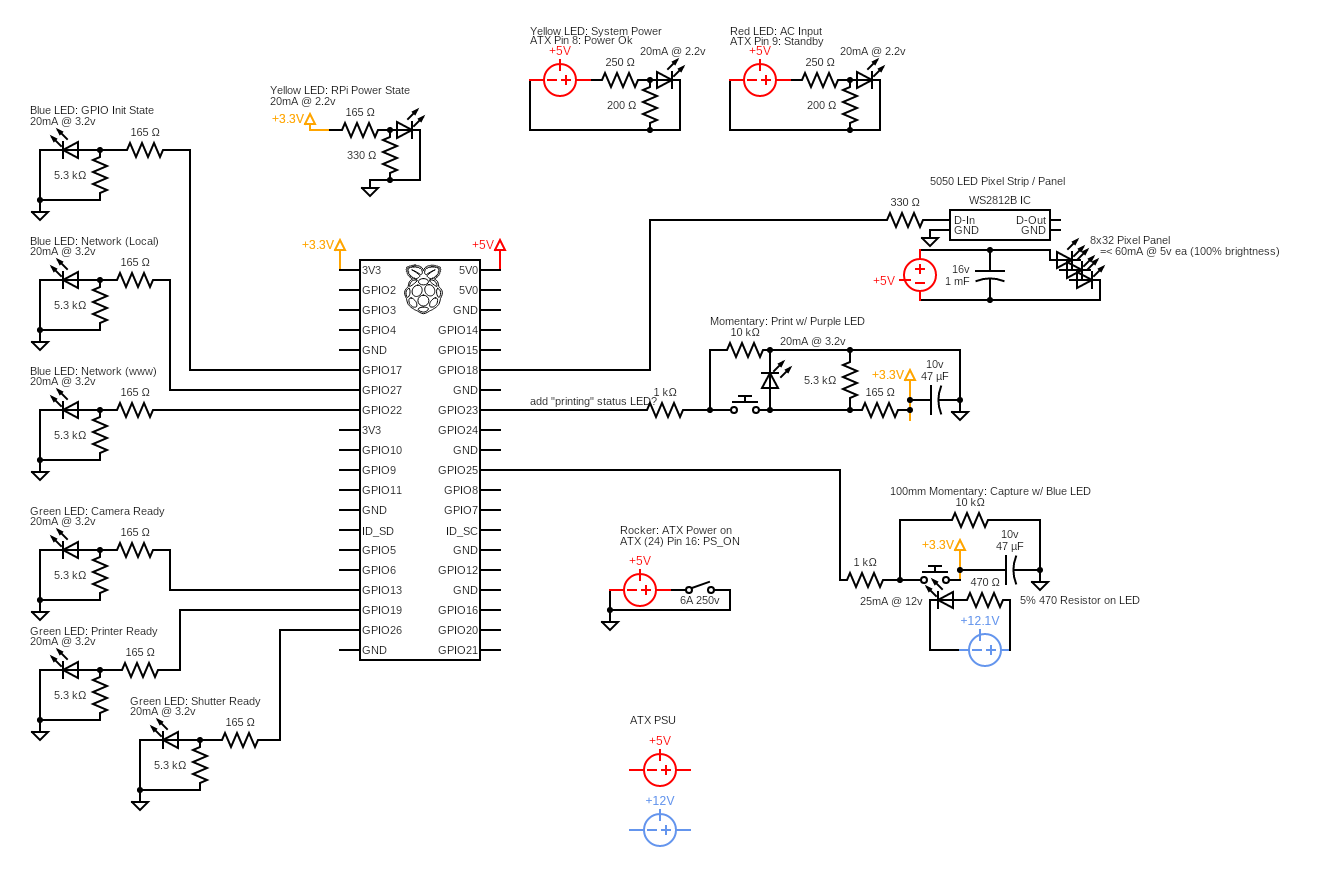 Yellow LED: System Power
ATX Pin 8: Power Ok
+5V
250 Ω
20mA @ 2.2v
200 Ω
Red LED: AC Input
ATX Pin 9: Standby
+5V
250 Ω
20mA @ 2.2v
200 Ω
Yellow LED: RPi Power State
20mA @ 2.2v
+3.3V
165 Ω
330 Ω
Blue LED: GPIO Init State
20mA @ 3.2v
165 Ω
5.3 kΩ
Blue LED: Network (Local)
20mA @ 3.2v
165 Ω
5.3 kΩ
Blue LED: Network (www)
20mA @ 3.2v
165 Ω
5.3 kΩ
Green LED: Camera Ready
20mA @ 3.2v
165 Ω
5.3 kΩ
Green LED: Printer Ready
20mA @ 3.2v
165 Ω
5.3 kΩ
Green LED: Shutter Ready
20mA @ 3.2v
165 Ω
5.3 kΩ
+3.3V
+5V
3V3 5V0
GPIO2 5V0
GPIO3 GND
GPIO4 GPIO14
GND GPIO15
GPIO17 GPIO18
GPIO27 GND
GPIO22 GPIO23
3V3 GPIO24
GPIO10 GND
GPIO9 GPIO25
GPIO11 GPIO8
GND GPIO7
ID_SD ID_SC
GPIO5 GND
GPIO6 GPIO12
GPIO13 GND
GPIO19 GPIO16
GPIO26 GPIO20
GND GPIO21
5050 LED Pixel Strip / Panel
330 Ω
WS2812B IC
D-In D-Out
GND GND
8x32 Pixel Panel
=< 60mA @ 5v ea (100% brightness)
+5V
16v
1 mF
Momentary: Print w/ Purple LED
10 kΩ
20mA @ 3.2v
5.3 kΩ
+3.3V
10v
47 µF
165 Ω
add "printing" status LED?
1 kΩ
100mm Momentary: Capture w/ Blue LED
10 kΩ
+3.3V
10v
47 µF
1 kΩ
470 Ω
25mA @ 12v
5% 470 Resistor on LED
+12.1V
Rocker: ATX Power on
ATX (24) Pin 16: PS_ON
+5V
6A 250v
ATX PSU
+5V
+12V